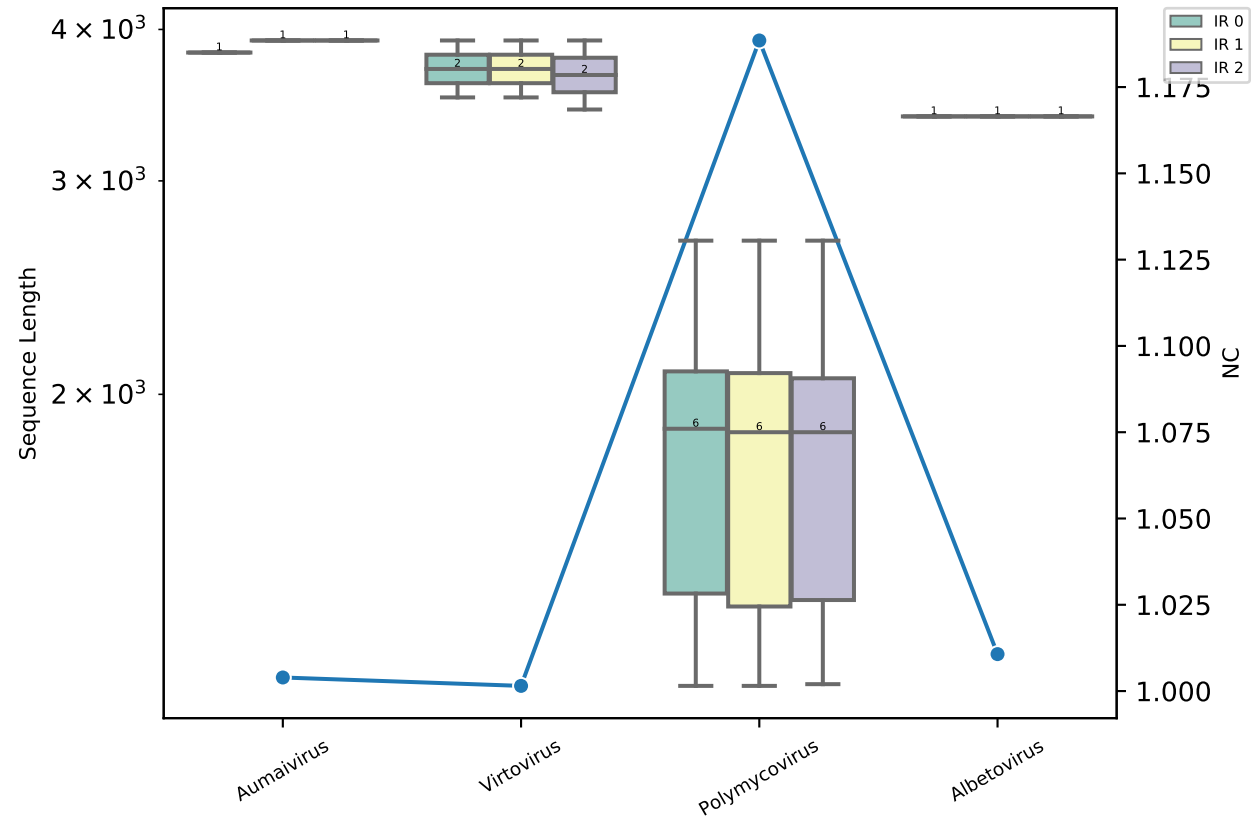 4 × 10³
3 × 10³
2 × 10³
Sequence Length
1 1 1
2 2 2
6 6 6
1 1 1
IR 0
IR 1
IR 2
1.175
1.150
1.125
1.100
1.075
1.050
1.025
1.000
NC
Aumaivirus
Virtovirus
Polymycovirus
Albetovirus